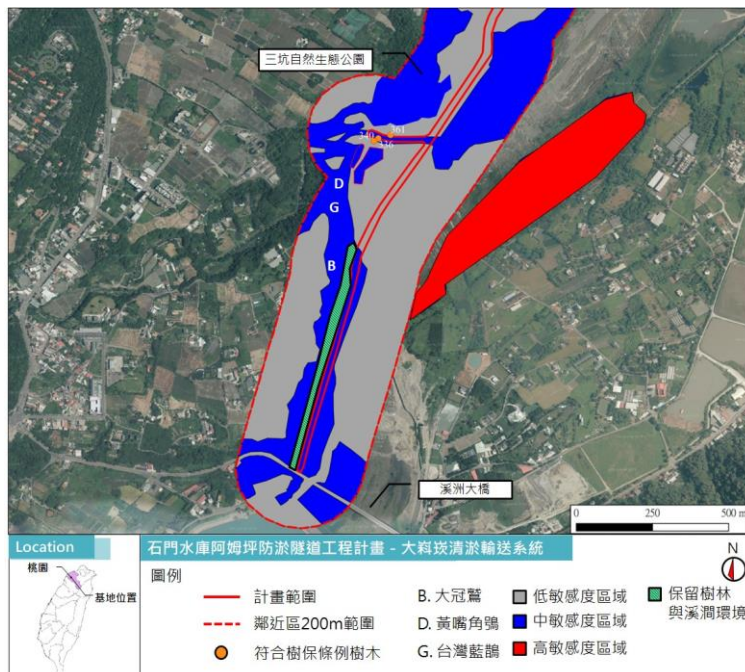 三坑自然生態公園
340
361
336
D
G
B
溪洲大橋
0 250 500 m
Location
桃園
基地位置
石門水庫阿姆坪防淤隧道工程計畫 - 大嵙崁清淤輸送系統
圖例
計畫範圍
鄰近區200m範圍
符合樹保條例樹木
B. 大冠鷲
D. 黃嘴角鴞
G. 台灣藍鵲
低敏感度區域
中敏感度區域
高敏感度區域
保留樹林
與溪澗環境
N